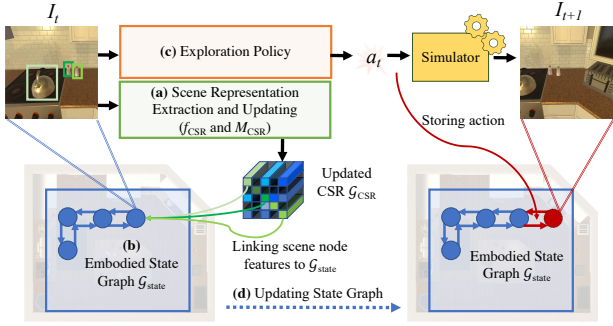 I_t
I_{t+1}
(c) Exploration Policy
a_t
Simulator
(a) Scene Representation
Extraction and Updating
(f_CSR and M_CSR)
Storing action
Updated
CSR 𝒢_CSR
(b)
Embodied State
Graph 𝒢_state
Linking scene node
features to 𝒢_state
(d) Updating State Graph
Embodied State
Graph 𝒢_state